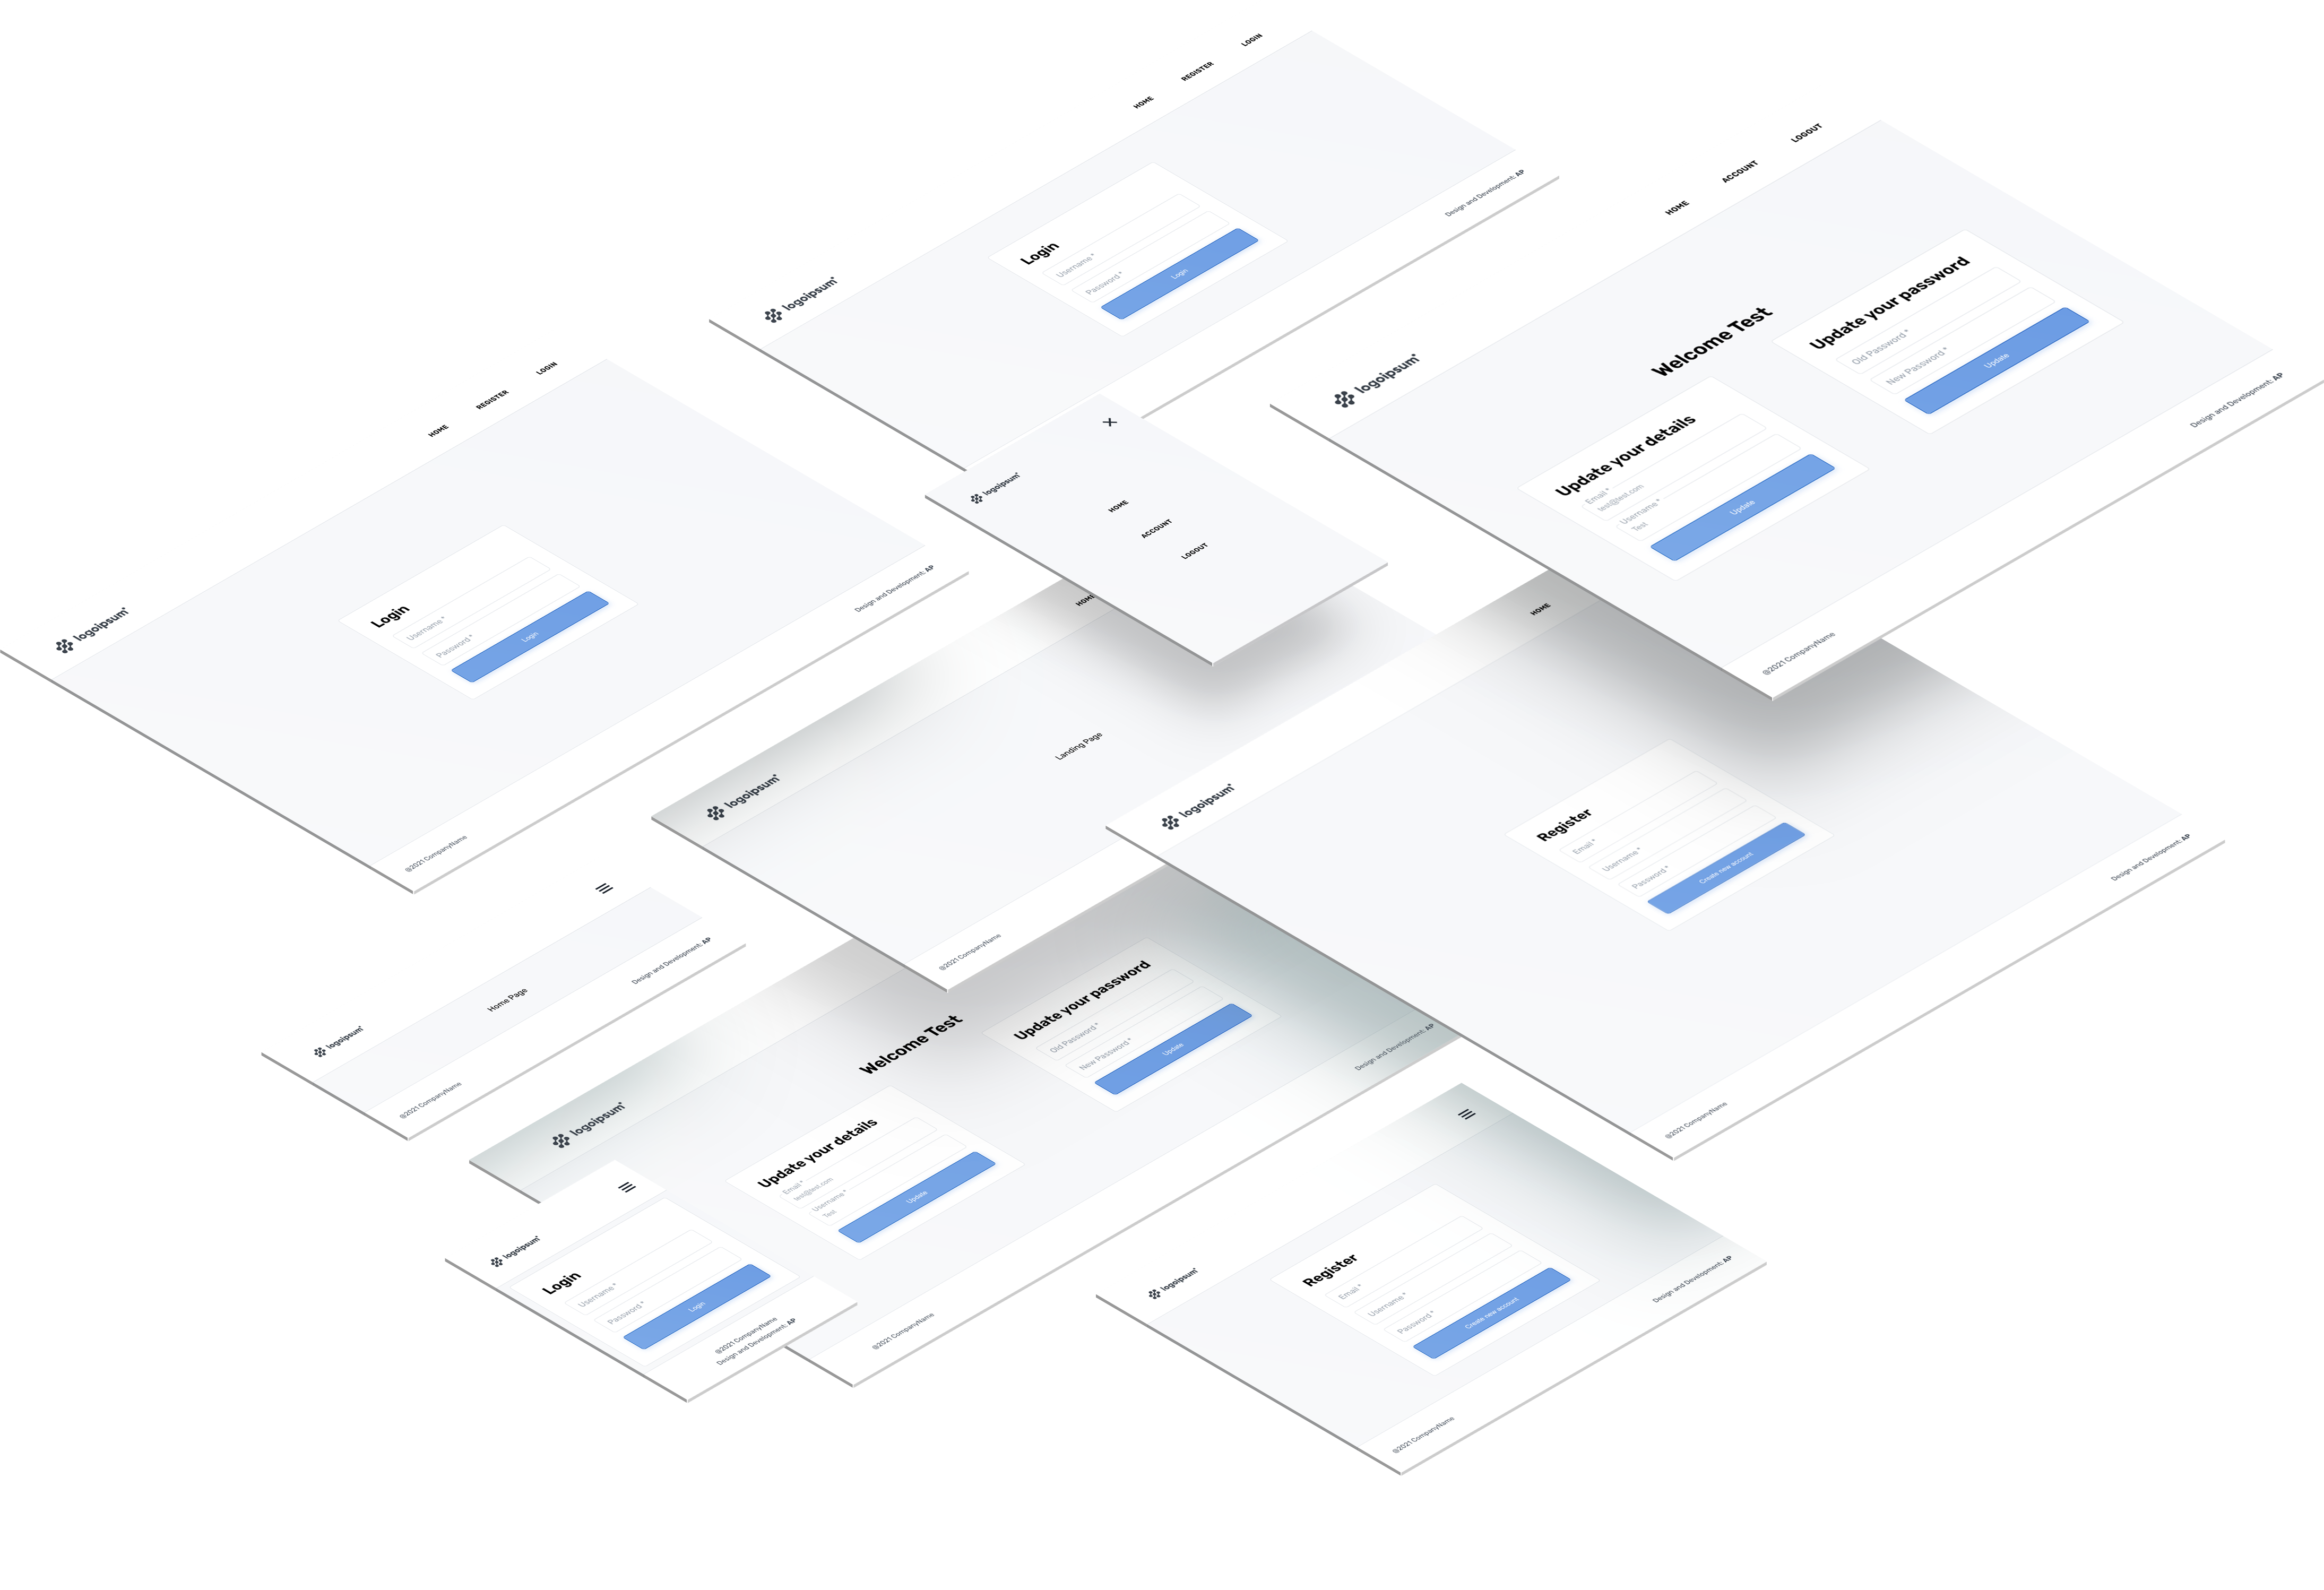 LOGIN
REGISTER
HOME
logoipsum
Login
Username *
Password *
Login
Design and Development: AP
LOGOUT
ACCOUNT
HOME
logoipsum
Welcome Test
Update your password
Old Password *
New Password *
Update
Update your details
Email *
test@test.com
Username *
Test
Update
Design and Development: AP
@2021 CompanyName
LOGIN
REGISTER
HOME
logoipsum
Login
Username *
Password *
Login
Design and Development: AP
@2021 CompanyName
logoipsum
HOME
ACCOUNT
LOGOUT
HOME
logoipsum
Landing Page
@2021 CompanyName
HOME
logoipsum
Register
Email *
Username *
Password *
Create new account
Design and Development: AP
@2021 CompanyName
logoipsum
Home Page
Design and Development: AP
@2021 CompanyName
logoipsum
Welcome Test
Update your password
Old Password *
New Password *
Update
Update your details
Email *
test@test.com
Username *
Test
Update
Design and Development: AP
@2021 CompanyName
logoipsum
Login
Username *
Password *
Login
@2021 CompanyName
Design and Development: AP
logoipsum
Register
Email *
Username *
Password *
Create new account
Design and Development: AP
@2021 CompanyName